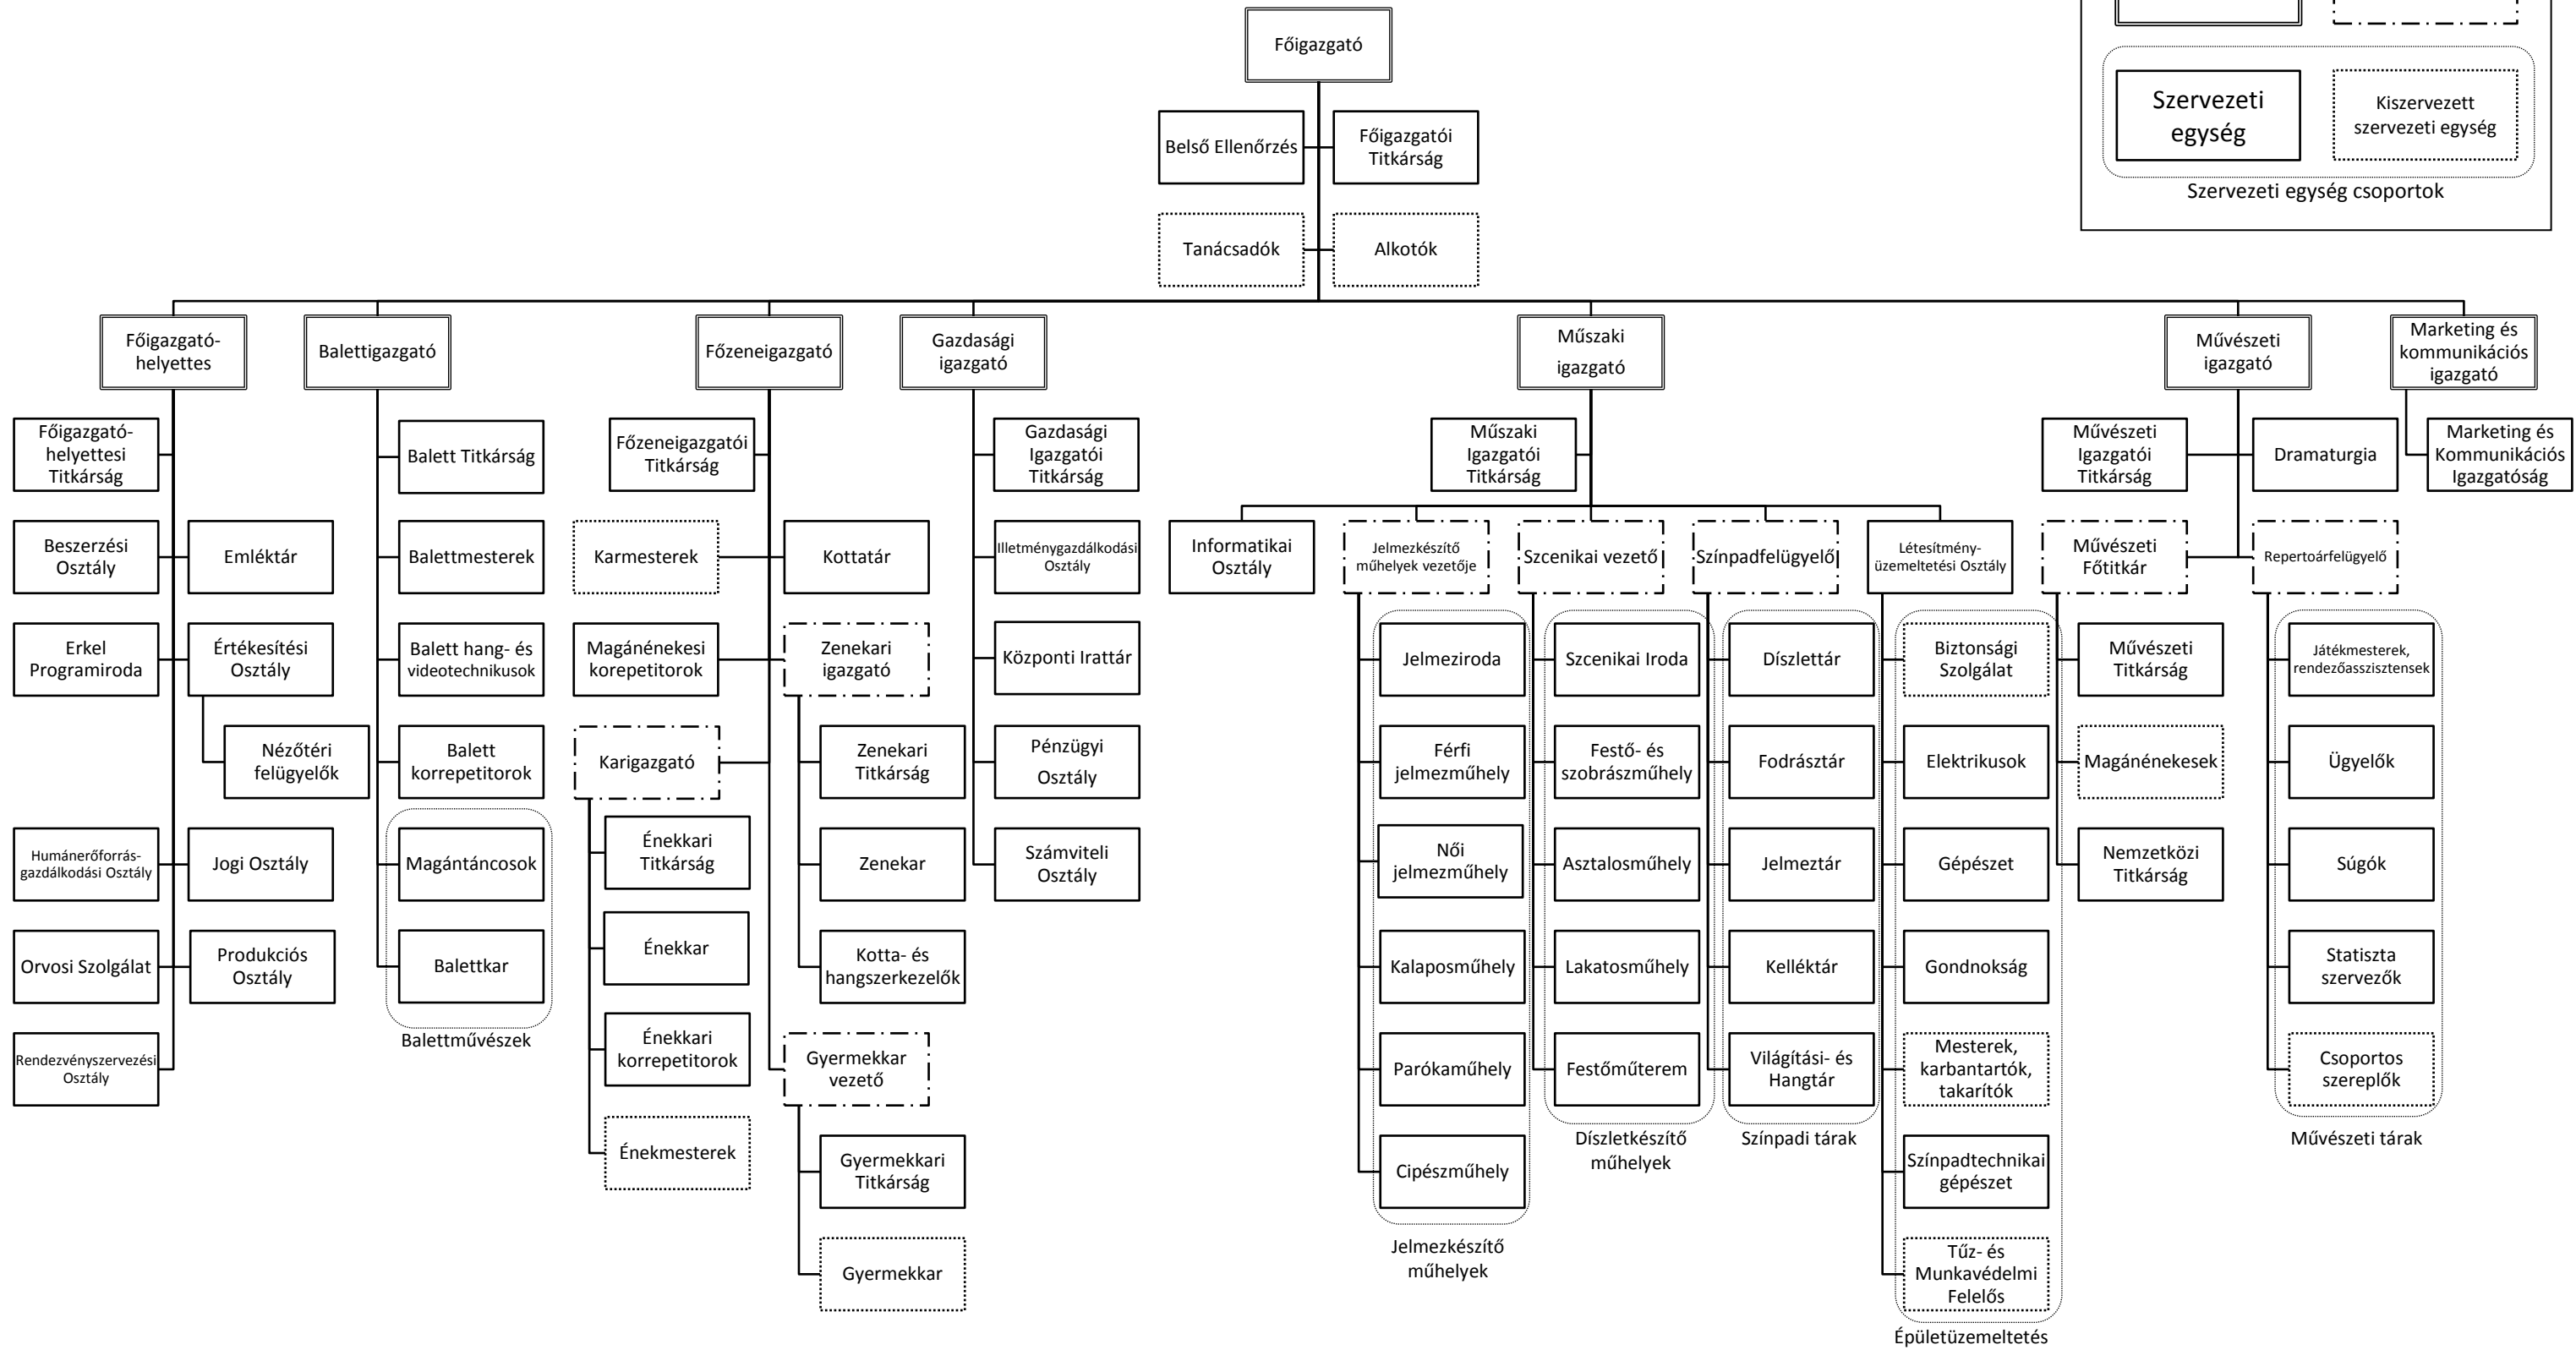 Főigazgató
Szervezeti
egység
Kiszervezett
szervezeti egység
Szervezeti egység csoportok
Belső Ellenőrzés
Főigazgatói
Titkárság
Tanácsadók
Alkotók
Főigazgató-
helyettes
Balettigazgató
Főzeneigazgató
Gazdasági
igazgató
Műszaki
igazgató
Művészeti
igazgató
Marketing és
kommunikációs
igazgató
Főigazgató-
helyettesi
Titkárság
Beszerzési
Osztály
Emléktár
Erkel
Programiroda
Értékesítési
Osztály
Nézőtéri
felügyelők
Humánerőforrás-
gazdálkodási Osztály
Jogi Osztály
Orvosi Szolgálat
Produkciós
Osztály
Rendezvényszervezési
Osztály
Balett Titkárság
Balettmesterek
Balett hang- és
videotechnikusok
Balett
korrepetitorok
Magántáncosok
Balettkar
Balettművészek
Főzeneigazgatói
Titkárság
Karmesterek
Kottatár
Magánénekesi
korepetitorok
Zenekari
igazgató
Karigazgató
Zenekari
Titkárság
Énekkari
Titkárság
Zenekar
Énekkar
Kotta- és
hangszerkezelők
Énekkari
korrepetitorok
Gyermekkar
vezető
Énekmesterek
Gyermekkari
Titkárság
Gyermekkar
Gazdasági
Igazgatói
Titkárság
Illetménygazdálkodási
Osztály
Központi Irattár
Pénzügyi
Osztály
Számviteli
Osztály
Műszaki
Igazgatói
Titkárság
Informatikai
Osztály
Jelmezkészítő
műhelyek vezetője
Szcenikai vezető
Színpadfelügyelő
Létesítmény-
üzemeltetési Osztály
Jelmeziroda
Férfi
jelmezműhely
Női
jelmezműhely
Kalaposműhely
Parókaműhely
Cipészműhely
Jelmezkészítő
műhelyek
Szcenikai Iroda
Festő- és
szobrászműhely
Asztalosműhely
Lakatosműhely
Festőműterem
Díszletkészítő
műhelyek
Díszlettár
Fodrásztár
Jelmeztár
Kelléktár
Világítási- és
Hangtár
Színpadi tárak
Biztonsági
Szolgálat
Elektrikusok
Gépészet
Gondnokság
Mesterek,
karbantartók,
takarítók
Színpadtechnikai
gépészet
Tűz- és
Munkavédelmi
Felelős
Épületüzemeltetés
Művészeti
Igazgatói
Titkárság
Dramaturgia
Művészeti
Főtitkár
Repertoárfelügyelő
Művészeti
Titkárság
Magánénekesek
Nemzetközi
Titkárság
Játékmesterek,
rendezőasszisztensek
Ügyelők
Súgók
Statiszta
szervezők
Csoportos
szereplők
Művészeti tárak
Marketing és
Kommunikációs
Igazgatóság